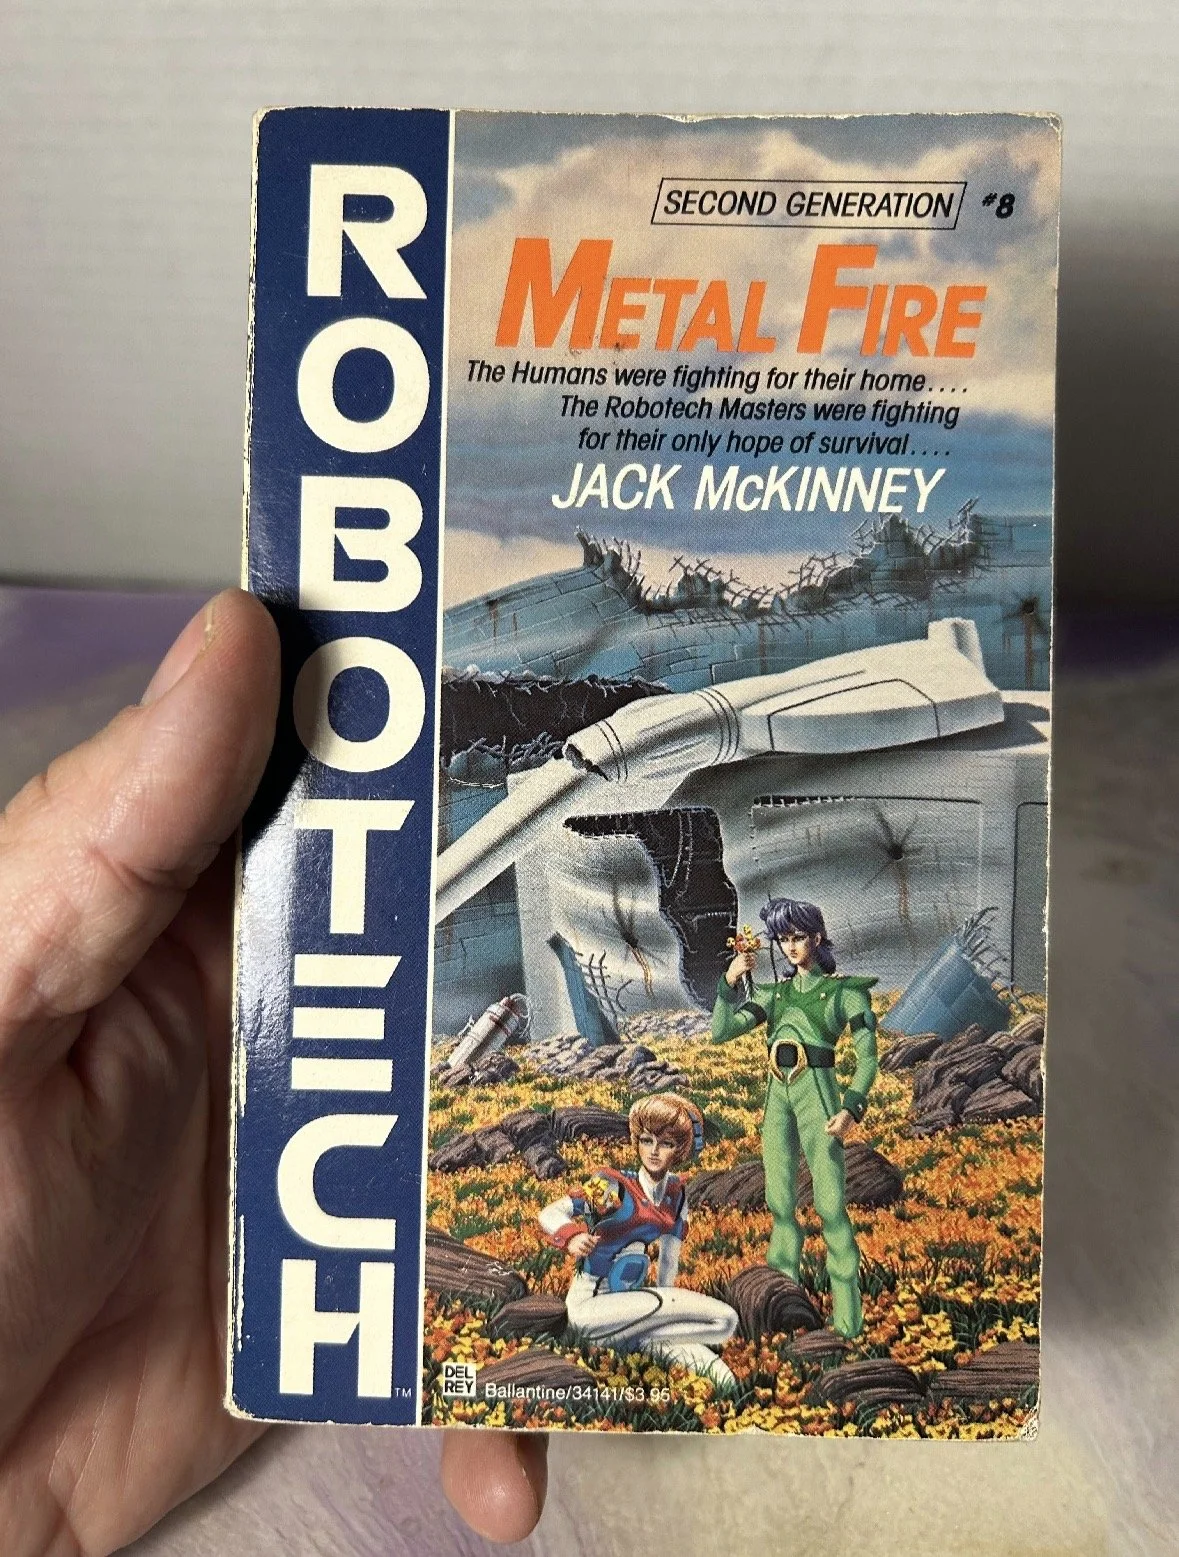 ROBOTECH™
SECOND GENERATION #8
METAL FIRE
The Humans were fighting for their home....
The Robotech Masters were fighting
for their only hope of survival....
JACK McKINNEY
DEL
REY
Ballantine/34141/$3.95